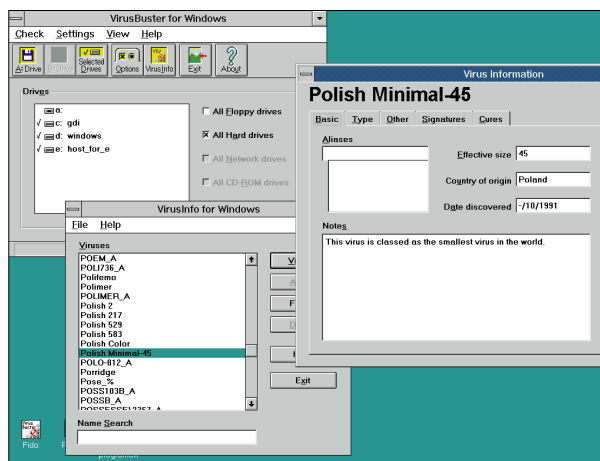 VirusBuster for Windows
Check Settings View Help
A: Drive Selected Drives Options VirusInfo Exit About
Drives
a:
√ c: gdi
√ d: windows
√ e: host_for_e
All Floppy drives
All Hard drives
All Network drives
All CD-ROM drives
VirusInfo for Windows
File Help
Viruses
POEM_A
POLI736_A
Polifemo
Polimer
POLIMER_A
Polish 2
Polish 217
Polish 529
Polish 583
Polish Color
Polish Minimal-45
POLO-812_A
Porridge
Pose_%
POSS103B_A
POSSB_A
Exit
Name Search
Virus Information
Polish Minimal-45
Basic Type Other Signatures Cures
Aliases
Effective size 45
Country of origin Poland
Date discovered -/10/1991
Notes
This virus is classed as the smallest virus in the world.
Fido